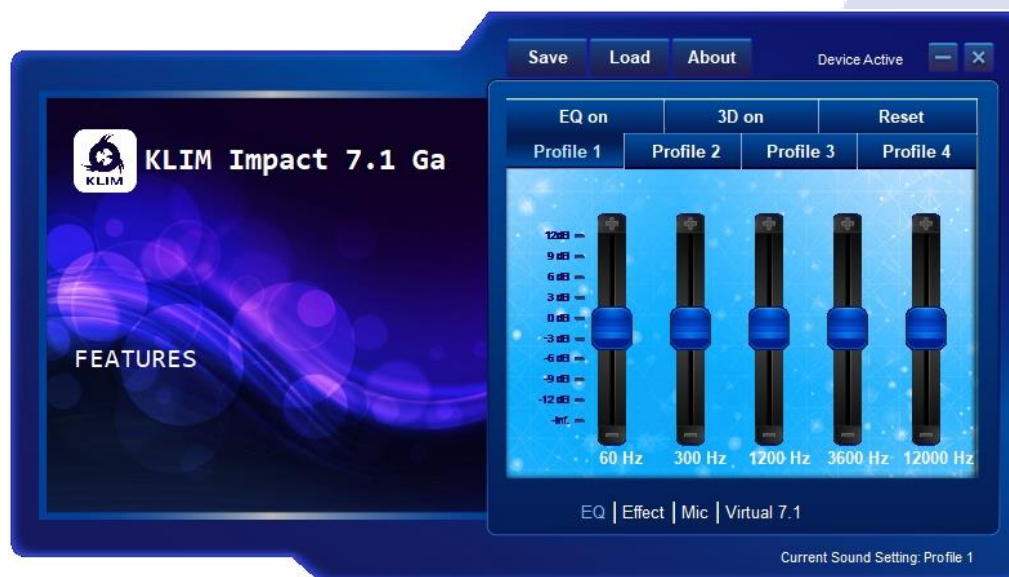 Save Load About Device Active
EQ on 3D on Reset
Profile 1 Profile 2 Profile 3 Profile 4
KLIM
KLIM Impact 7.1 Ga
FEATURES
12dB
9 dB
6 dB
3 dB
0 dB
-3 dB
-6 dB
-9 dB
-12 dB
-Inf.
60 Hz 300 Hz 1200 Hz 3600 Hz 12000 Hz
EQ | Effect | Mic | Virtual 7.1
Current Sound Setting: Profile 1